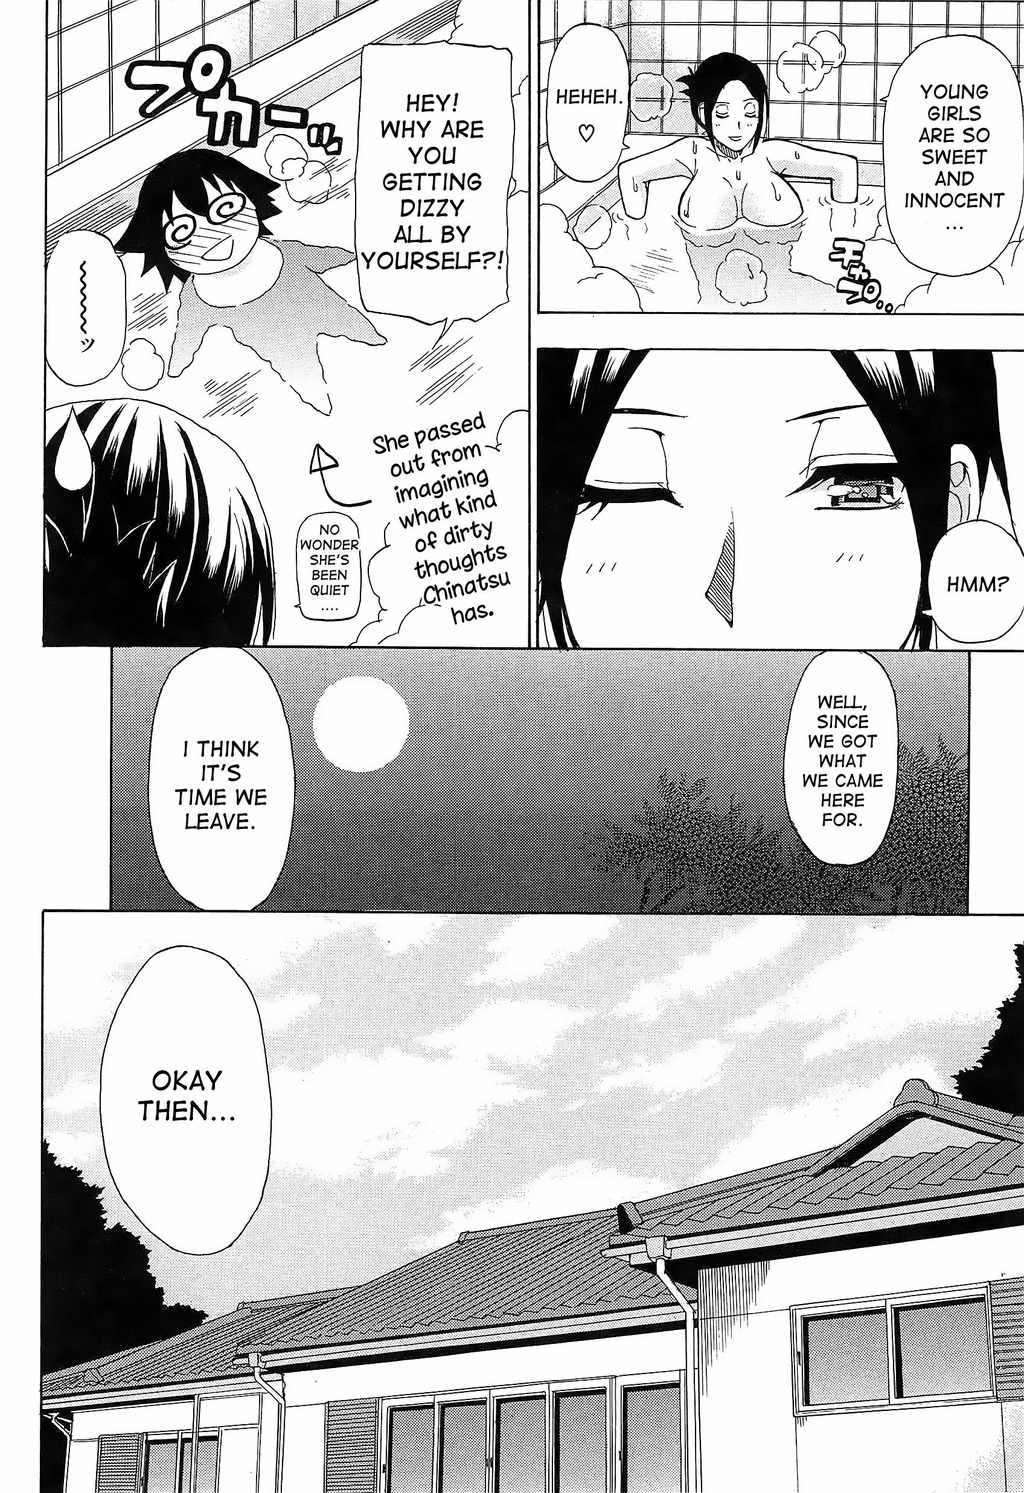 YOUNG
GIRLS
ARE SO
SWEET
AND
INNOCENT
...
HEHEH.
♡
チャプ..
HMM?
HEY!
WHY ARE
YOU
GETTING
DIZZY
ALL BY
YOURSELF?!
プカー…
～～～ッ
She passed
out from
imagining
what kind
of dirty
thoughts
Chinatsu
has.
NO
WONDER
SHE'S
BEEN
QUIET
....
WELL,
SINCE
WE GOT
WHAT
WE CAME
HERE
FOR.
I THINK
IT'S
TIME WE
LEAVE.
OKAY
THEN...